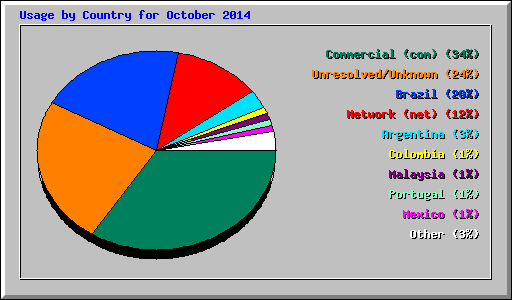 Usage by Country for October 2014
Commercial (com) (34%)
Unresolved/Unknown (24%)
Brazil (20%)
Network (net) (12%)
Argentina (3%)
Colombia (1%)
Malaysia (1%)
Portugal (1%)
Mexico (1%)
Other (3%)